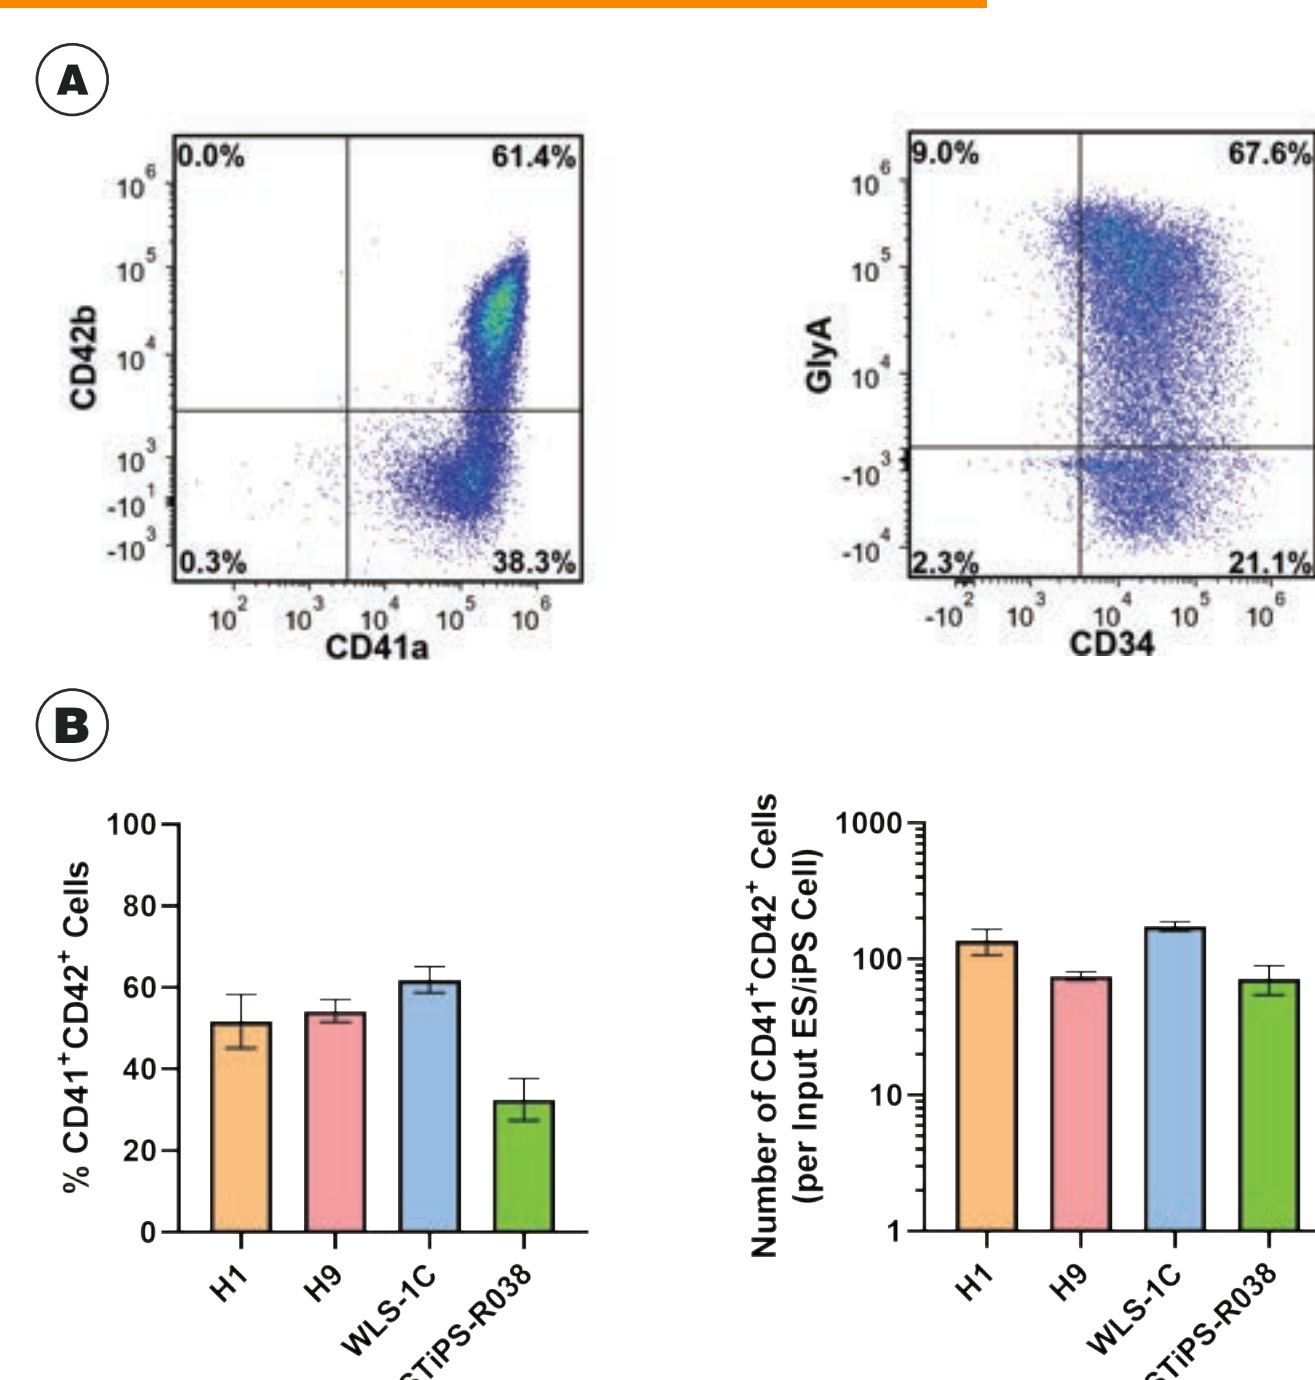 A
0.0%
61.4%
10^6
10^5
10^4
10^3
-10^1
-10^3
CD42b
0.3%
38.3%
10^2
10^3
10^4
10^5
10^6
CD41a
9.0%
67.6%
10^6
10^5
10^4
-10^3
-10^4
GlyA
2.3%
21.1%
-10^2
10^3
10^4
10^5
10^6
CD34
B
100
80
60
40
20
0
% CD41⁺CD42⁺ Cells
H1
H9
WLS-1C
STiPS-R038
1000
100
10
1
Number of CD41⁺CD42⁺ Cells
(per Input ES/iPS Cell)
H1
H9
WLS-1C
STiPS-R038